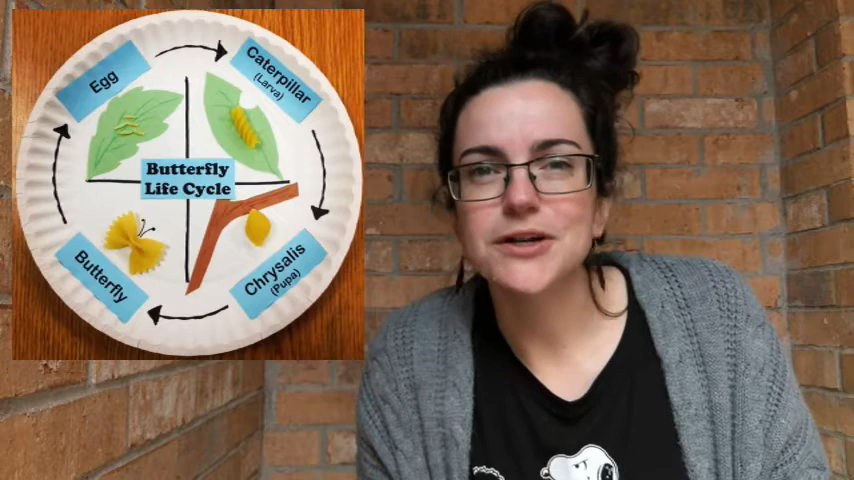 Egg
Caterpillar
(Larva)
Butterfly
Life Cycle
Chrysalis
(Pupa)
Butterfly